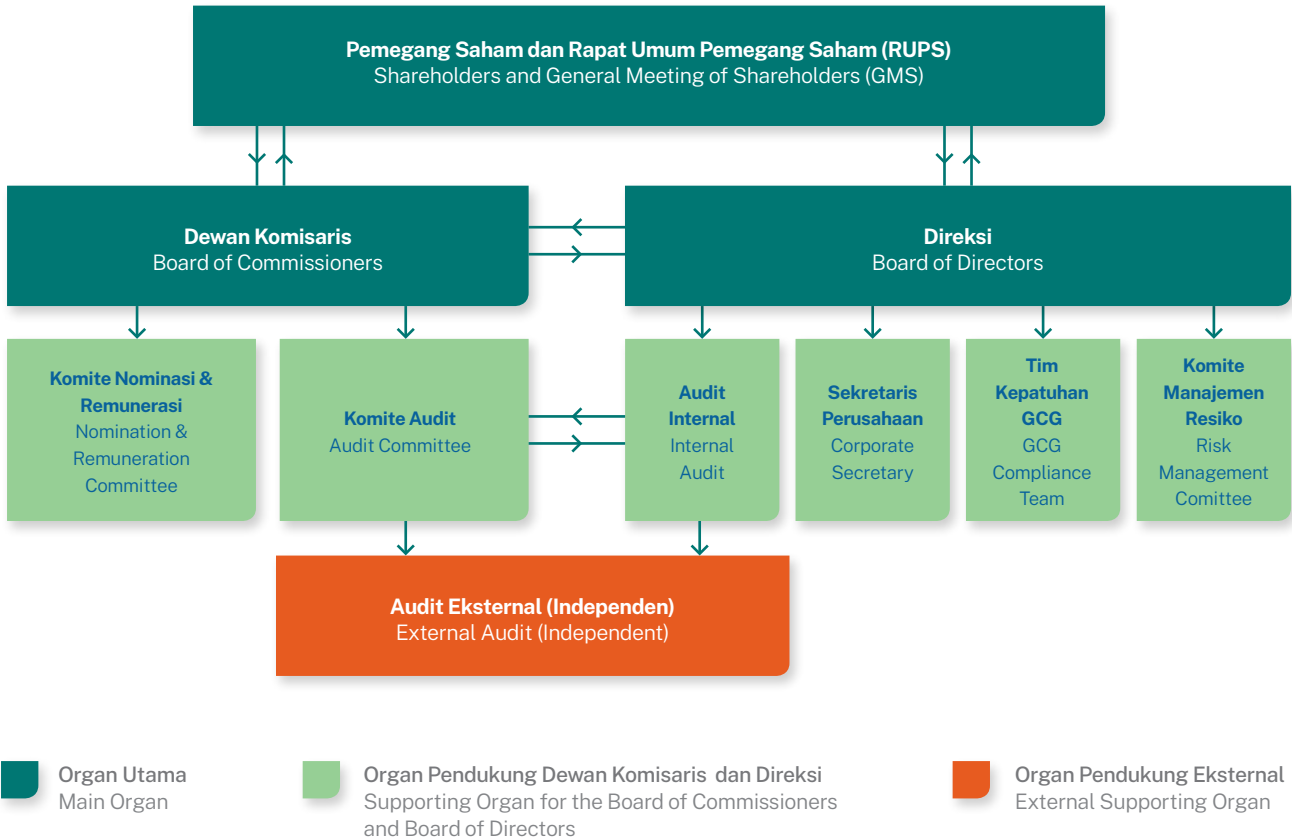 Pemegang Saham dan Rapat Umum Pemegang Saham (RUPS)
Shareholders and General Meeting of Shareholders (GMS)
Dewan Komisaris
Board of Commissioners
Direksi
Board of Directors
Komite Nominasi &
Remunerasi
Nomination &
Remuneration
Committee
Komite Audit
Audit Committee
Audit
Internal
Internal
Audit
Sekretaris
Perusahaan
Corporate
Secretary
Tim
Kepatuhan
GCG
GCG
Compliance
Team
Komite
Manajemen
Resiko
Risk
Management
Comittee
Audit Eksternal (Independen)
External Audit (Independent)
Organ Utama
Main Organ
Organ Pendukung Dewan Komisaris dan Direksi
Supporting Organ for the Board of Commissioners
and Board of Directors
Organ Pendukung Eksternal
External Supporting Organ